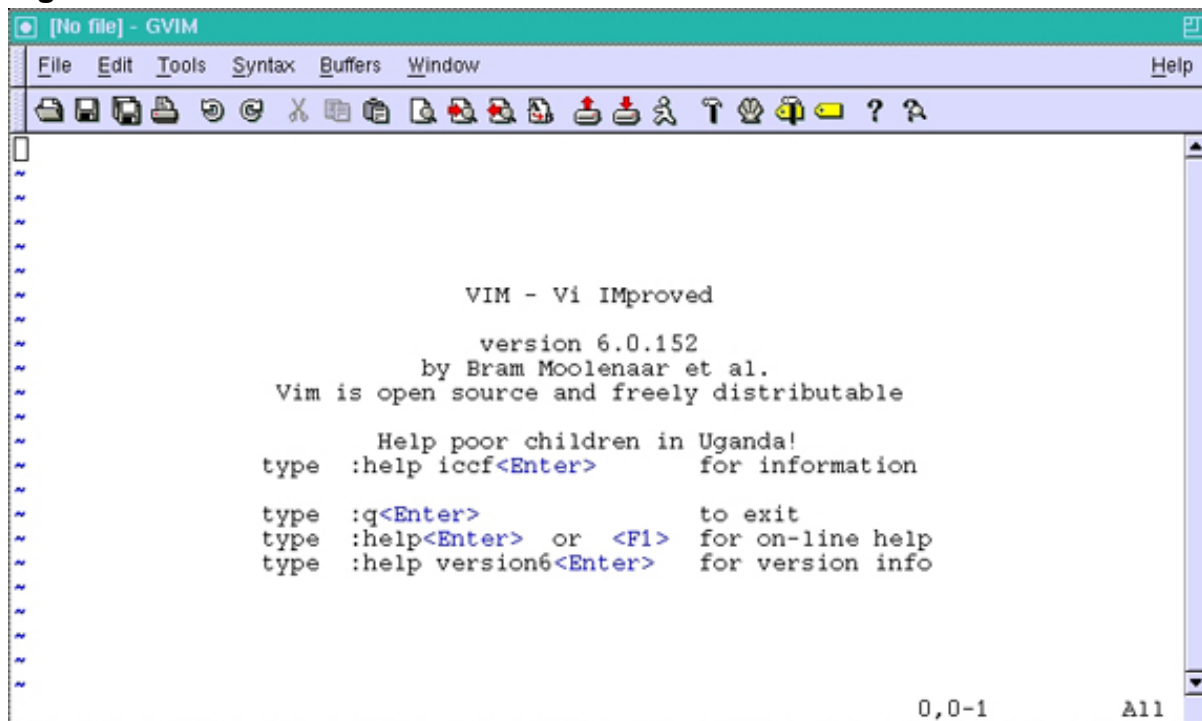 [No file] - GVIM
File Edit Tools Syntax Buffers Window Help
?
~
~
~
~
~
~ VIM - Vi IMproved
~
~ version 6.0.152
~ by Bram Moolenaar et al.
~ Vim is open source and freely distributable
~
~ Help poor children in Uganda!
~ type :help iccf<Enter> for information
~
~ type :q<Enter> to exit
~ type :help<Enter> or <F1> for on-line help
~ type :help version6<Enter> for version info
~
~
~
~
~
0,0-1 All